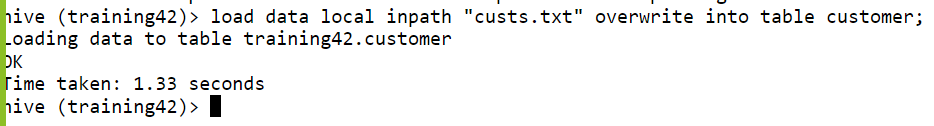 hive (training42)> load data local inpath "custs.txt" overwrite into table customer;
Loading data to table training42.customer
OK
Time taken: 1.33 seconds
hive (training42)>